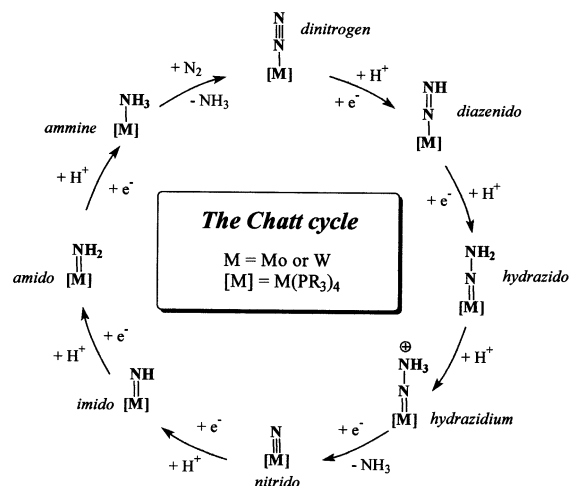 N
N
[M]
dinitrogen
+ H⁺
+ e⁻
NH
N
[M]
diazenido
+ e⁻
+ H⁺
NH₂
N
[M]
hydrazido
+ H⁺
⊕
NH₃
N
[M]
hydrazidium
+ e⁻
- NH₃
N
[M]
nitrido
+ e⁻
+ H⁺
NH
imido [M]
+ e⁻
+ H⁺
NH₂
amido [M]
+ H⁺
+ e⁻
NH₃
ammine [M]
+ N₂
- NH₃
The Chatt cycle
M = Mo or W
[M] = M(PR₃)₄